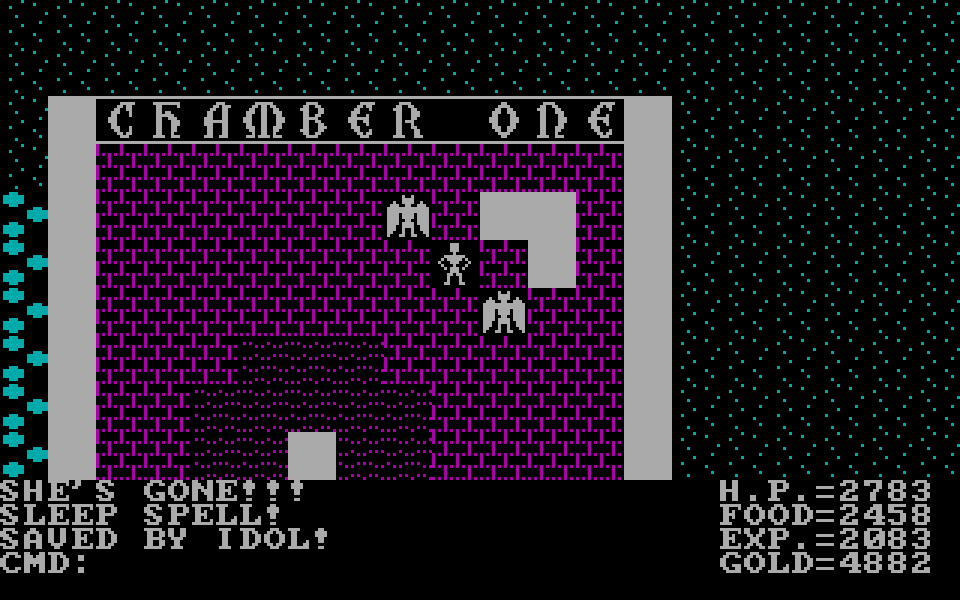 CHAMBER ONE
SHE'S GONE!!!
SLEEP SPELL!
SAVED BY IDOL!
CMD:
H.P.=2783
FOOD=2458
EXP.=2083
GOLD=4882